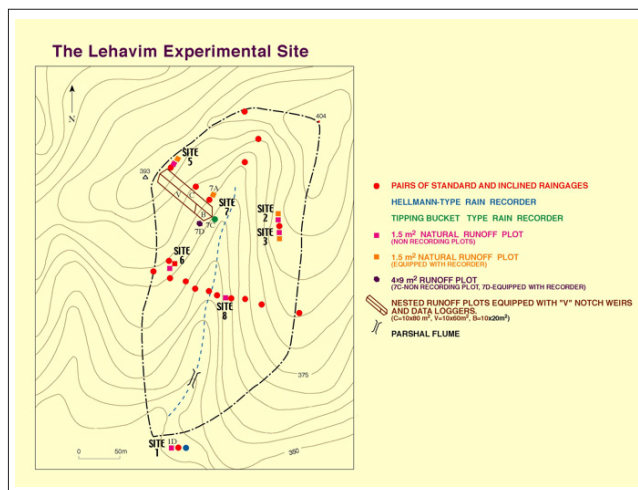 The Lehavim Experimental Site
N
404
393
SITE
5
7A
V
C
B
SITE
7
7C
7D
SITE
2
SITE
3
SITE
6
SITE
8
375
350
SITE
1
1D
0 50m
PAIRS OF STANDARD AND INCLINED RAINGAGES
HELLMANN-TYPE RAIN RECORDER
TIPPING BUCKET TYPE RAIN RECORDER
1.5 m² NATURAL RUNOFF PLOT
(NON RECORDING PLOTS)
1.5 m² NATURAL RUNOFF PLOT
(EQUIPPED WITH RECORDER)
4×9 m² RUNOFF PLOT
(7C-NON RECORDING PLOT, 7D-EQUIPPED WITH RECORDER)
NESTED RUNOFF PLOTS EQUIPPED WITH "V" NOTCH WEIRS
AND DATA LOGGERS.
(C=10x80 m², V=10x60m², B=10x20m²)
PARSHAL FLUME